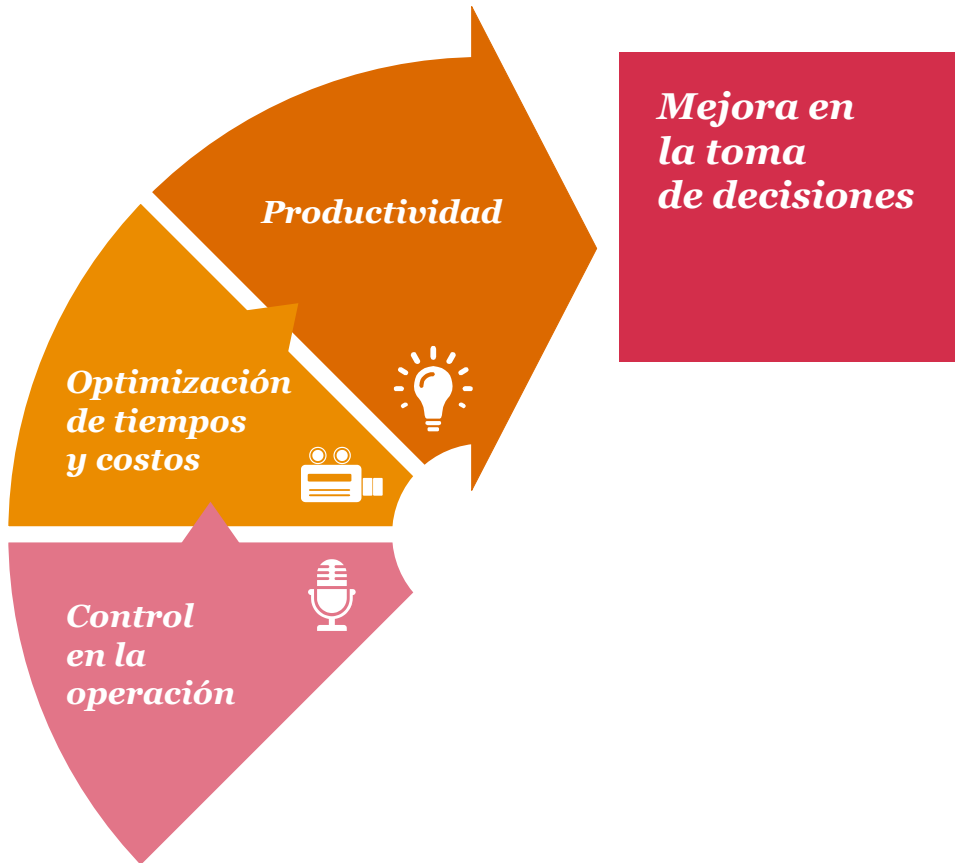 Mejora en
la toma
de decisiones
Productividad
Optimización
de tiempos
y costos
Control
en la
operación